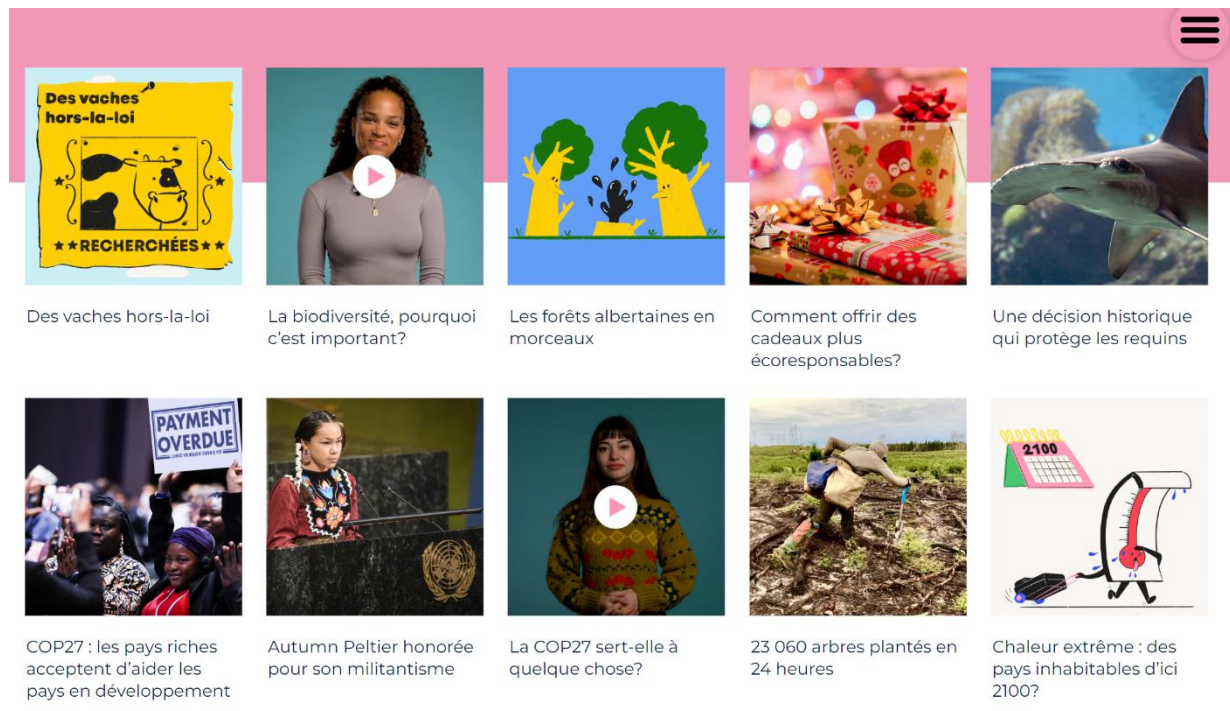 Des vaches
hors-la-loi
★★RECHERCHÉES★★
Des vaches hors-la-loi
La biodiversité, pourquoi
c'est important?
Les forêts albertaines en
morceaux
Comment offrir des
cadeaux plus
écoresponsables?
Une décision historique
qui protège les requins
PAYMENT
OVERDUE
COP27 : les pays riches
acceptent d'aider les
pays en développement
Autumn Peltier honorée
pour son militantisme
La COP27 sert-elle à
quelque chose?
23 060 arbres plantés en
24 heures
2100
Chaleur extrême : des
pays inhabitables d'ici
2100?